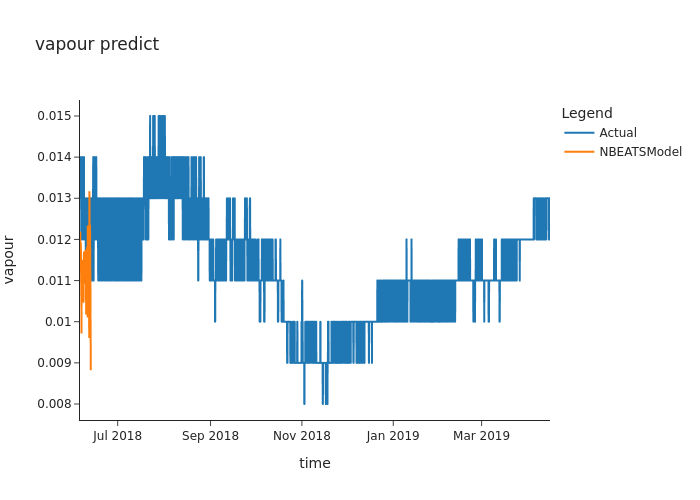 vapour predict
Legend
Actual
NBEATSModel
0.015
0.014
0.013
0.012
0.011
0.01
0.009
0.008
vapour
Jul 2018
Sep 2018
Nov 2018
Jan 2019
Mar 2019
time